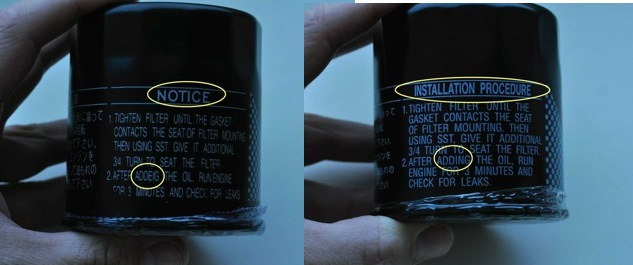 NOTICE
1. TIGHTEN FILTER UNTIL THE GASKET
CONTACTS THE SEAT OF FILTER MOUNTING
THEN USING SST. GIVE IT ADDITIONAL
3/4 TURN TO SEAT THE FILTER
2. AFTER ADDEIG THE OIL RUN ENGINE
FOR 3 MINUTES AND CHECK FOR LEAKS
INSTALLATION PROCEDURE
1. TIGHTEN FILTER UNTIL THE
GASKET CONTACTS THE SEAT
OF FILTER MOUNTING. THEN
USING SST. GIVE IT ADDITIONAL
3/4 TURN TO SEAT THE FILTER.
2. AFTER ADDING THE OIL, RUN
ENGINE FOR 3 MINUTES AND
CHECK FOR LEAKS.